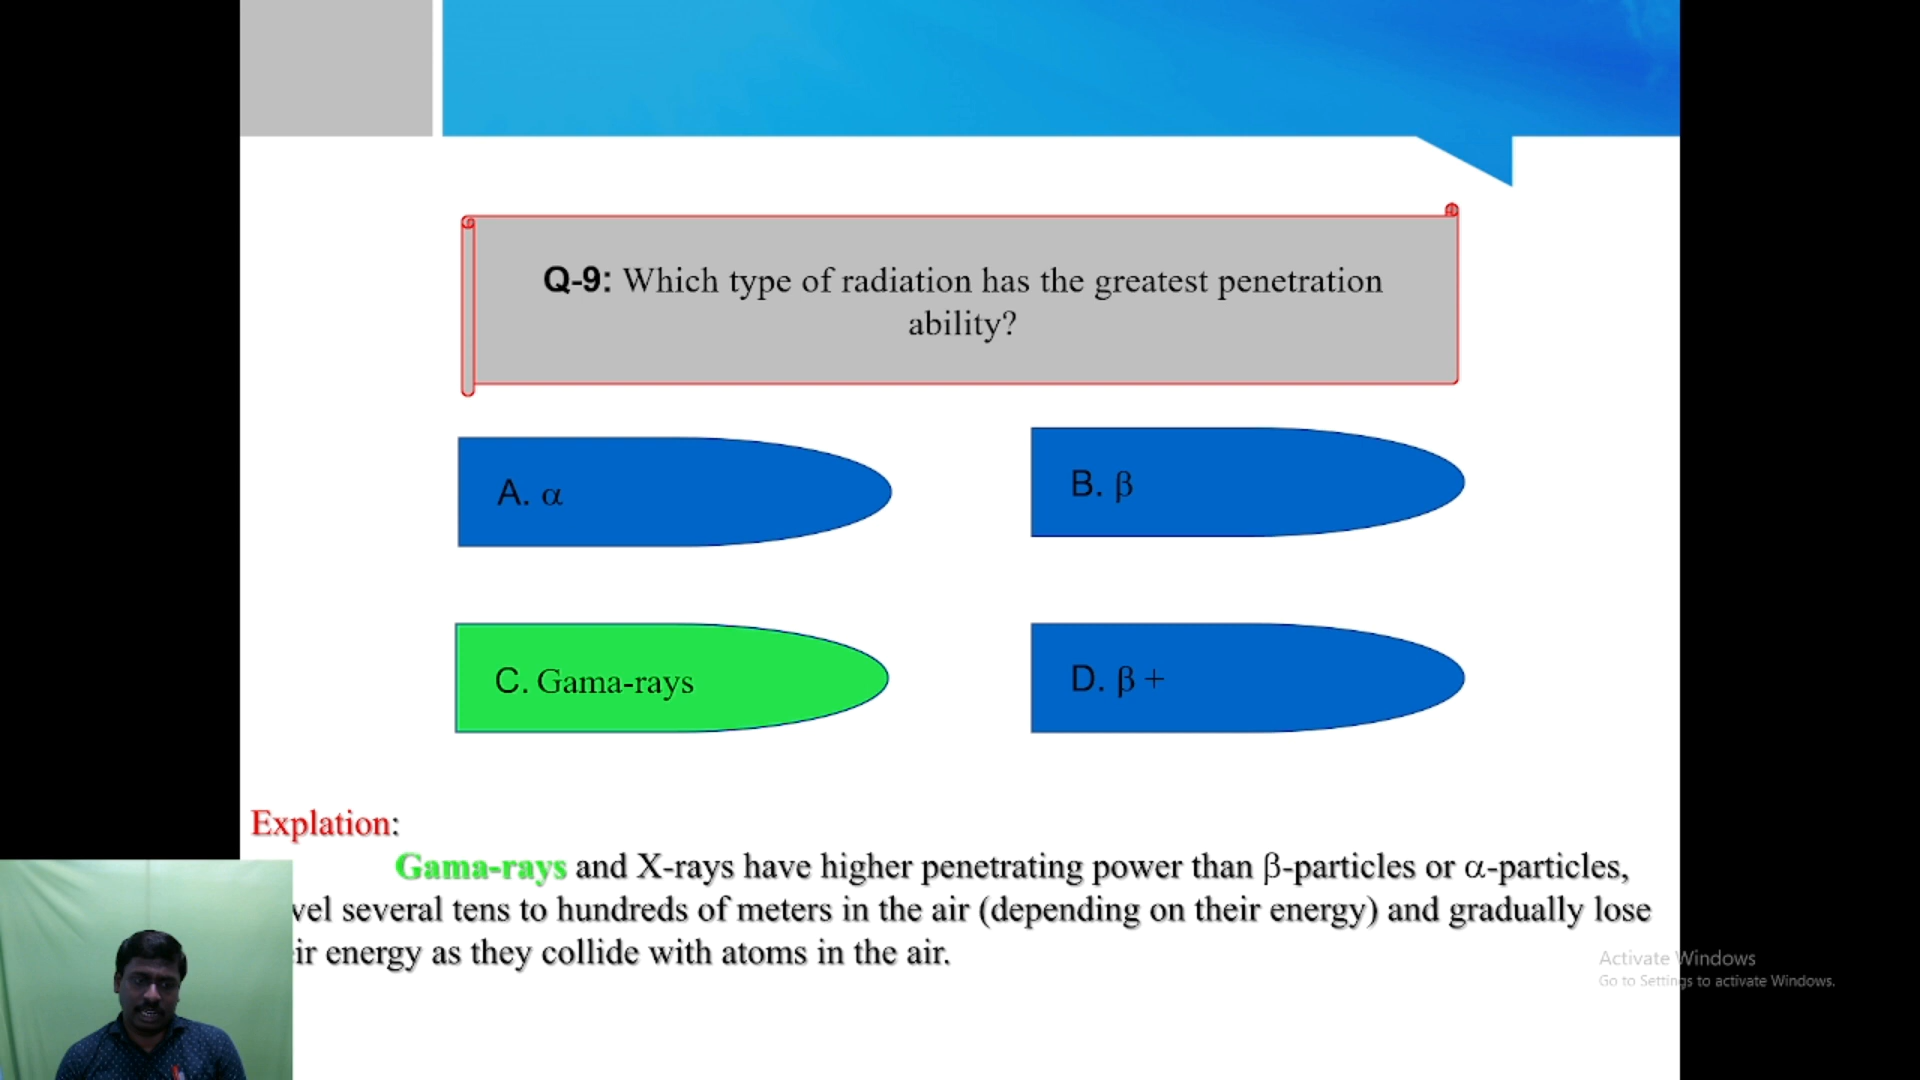 Q-9: Which type of radiation has the greatest penetration
ability?
A. α
B. β
C. Gama-rays
D. β +
Explation:
Gama-rays and X-rays have higher penetrating power than β-particles or α-particles,
several tens to hundreds of meters in the air (depending on their energy) and gradually lose
energy as they collide with atoms in the air.
Activate Windows
Go to Settings to activate Windows.